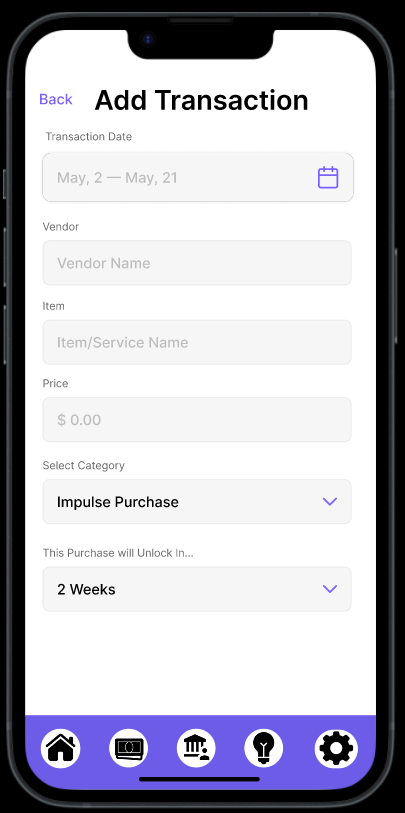 Back
Add Transaction
Transaction Date
May, 2 — May, 21
Vendor
Vendor Name
Item
Item/Service Name
Price
$ 0.00
Select Category
Impulse Purchase
This Purchase will Unlock In...
2 Weeks